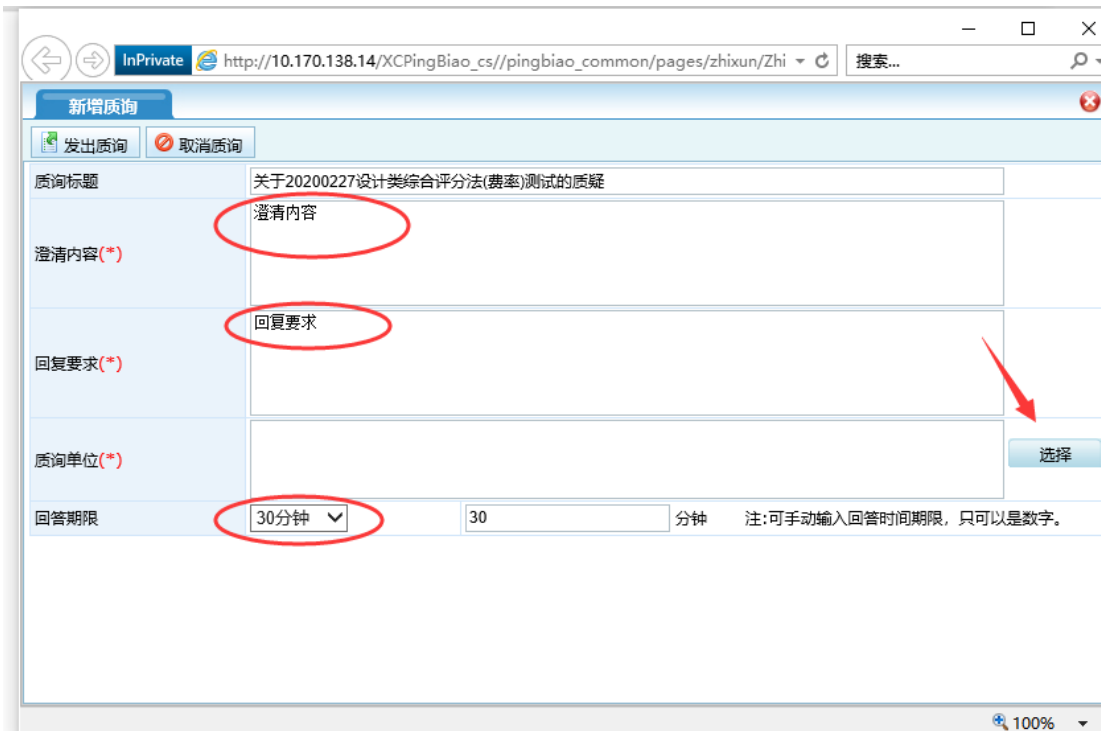 InPrivate http://10.170.138.14/XCPingBiao_cs//pingbiao_common/pages/zhixun/Zhi 搜索...
新增质询
发出质询 取消质询
质询标题 关于20200227设计类综合评分法(费率)测试的质疑
澄清内容
澄清内容(*)
回复要求
回复要求(*)
质询单位(*) 选择
回答期限 30分钟 30 分钟 注:可手动输入回答时间期限，只可以是数字。
100%